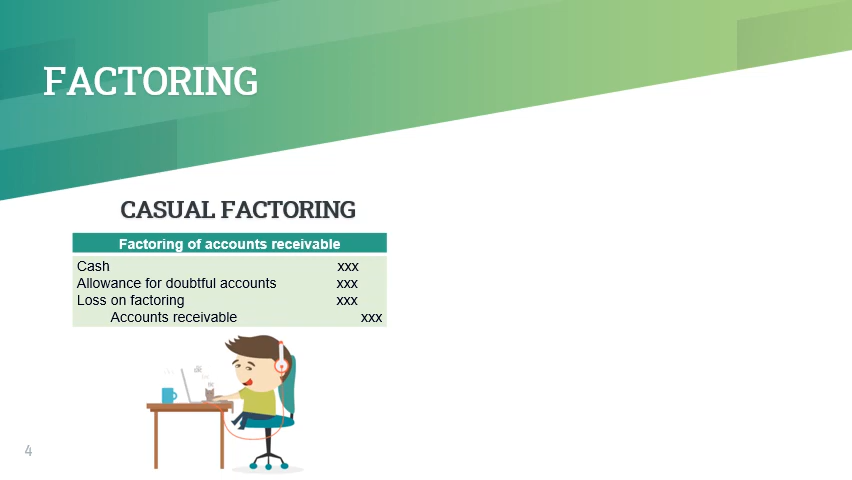 FACTORING
CASUAL FACTORING
Factoring of accounts receivable
Cash xxx
Allowance for doubtful accounts xxx
Loss on factoring xxx
Accounts receivable xxx
4